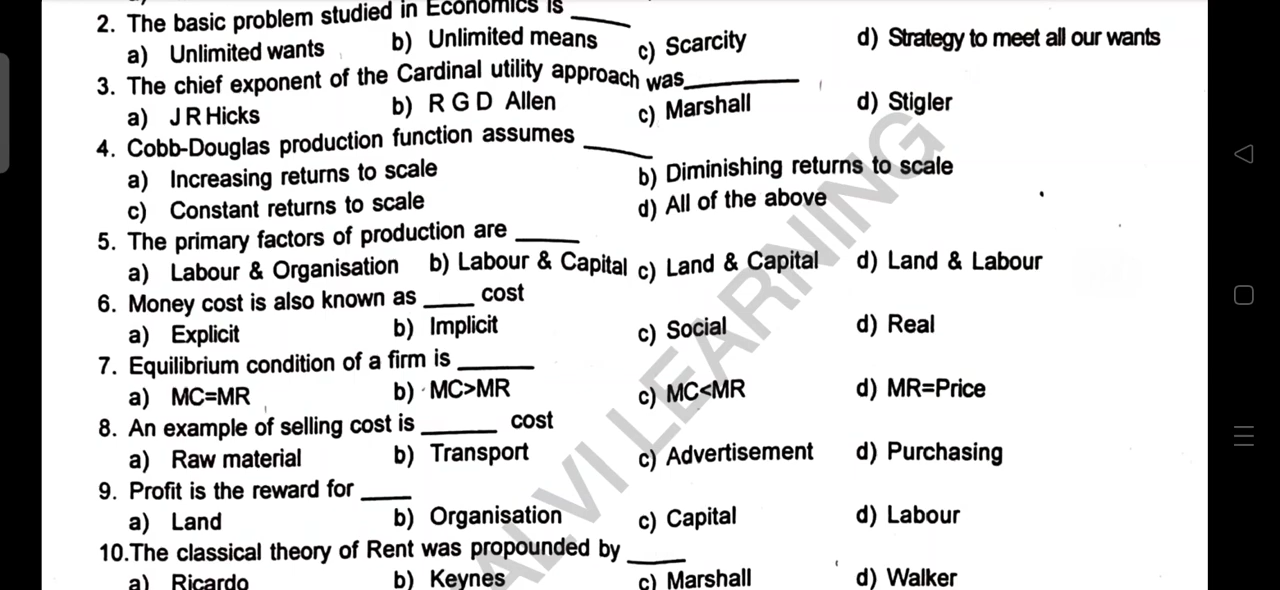 2. The basic problem studied in Economics is ____
a) Unlimited wants b) Unlimited means c) Scarcity d) Strategy to meet all our wants
3. The chief exponent of the Cardinal utility approach was________
a) J R Hicks b) R G D Allen c) Marshall d) Stigler
4. Cobb-Douglas production function assumes ____
a) Increasing returns to scale b) Diminishing returns to scale
c) Constant returns to scale d) All of the above
5. The primary factors of production are ____
a) Labour & Organisation b) Labour & Capital c) Land & Capital d) Land & Labour
6. Money cost is also known as ____ cost
a) Explicit b) Implicit c) Social d) Real
7. Equilibrium condition of a firm is ____
a) MC=MR b) MC>MR c) MC<MR d) MR=Price
8. An example of selling cost is ____ cost
a) Raw material b) Transport c) Advertisement d) Purchasing
9. Profit is the reward for ____
a) Land b) Organisation c) Capital d) Labour
10.The classical theory of Rent was propounded by ____
a) Ricardo b) Keynes c) Marshall d) Walker
ALVI LEARNING